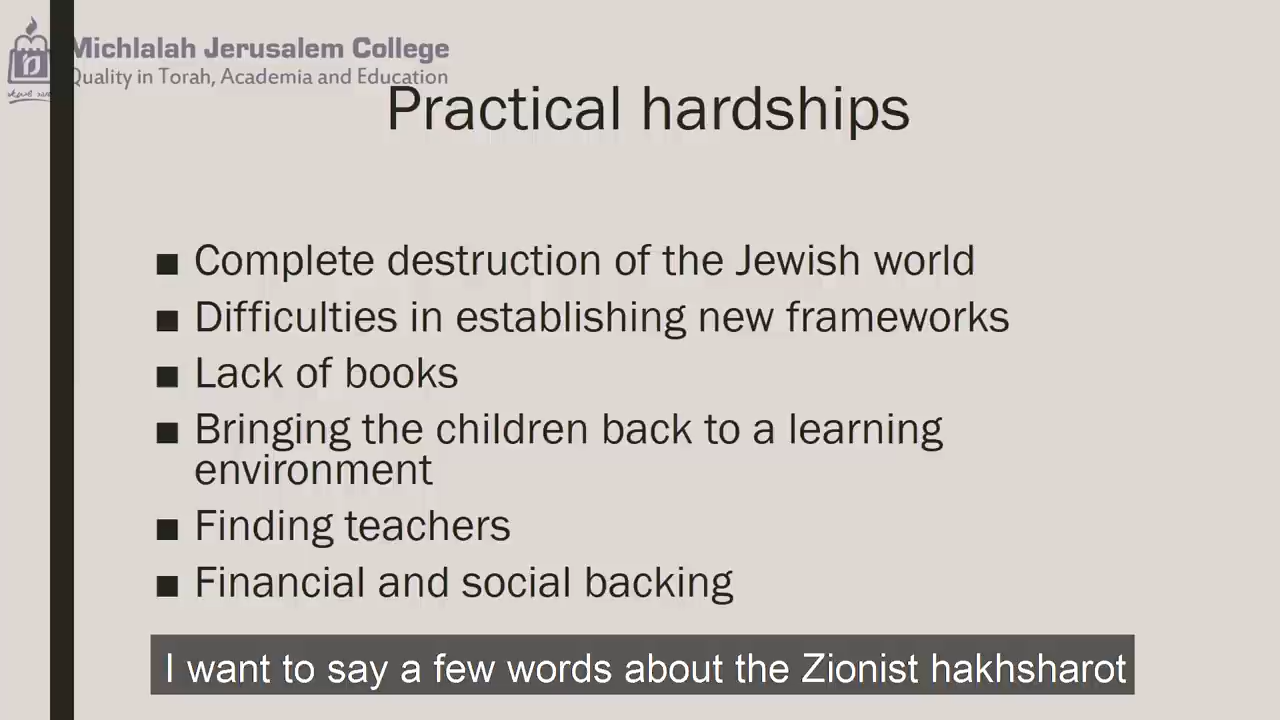 Michlalah Jerusalem College
Quality in Torah, Academia and Education
Practical hardships
■ Complete destruction of the Jewish world
■ Difficulties in establishing new frameworks
■ Lack of books
■ Bringing the children back to a learning
environment
■ Finding teachers
■ Financial and social backing
I want to say a few words about the Zionist hakhsharot